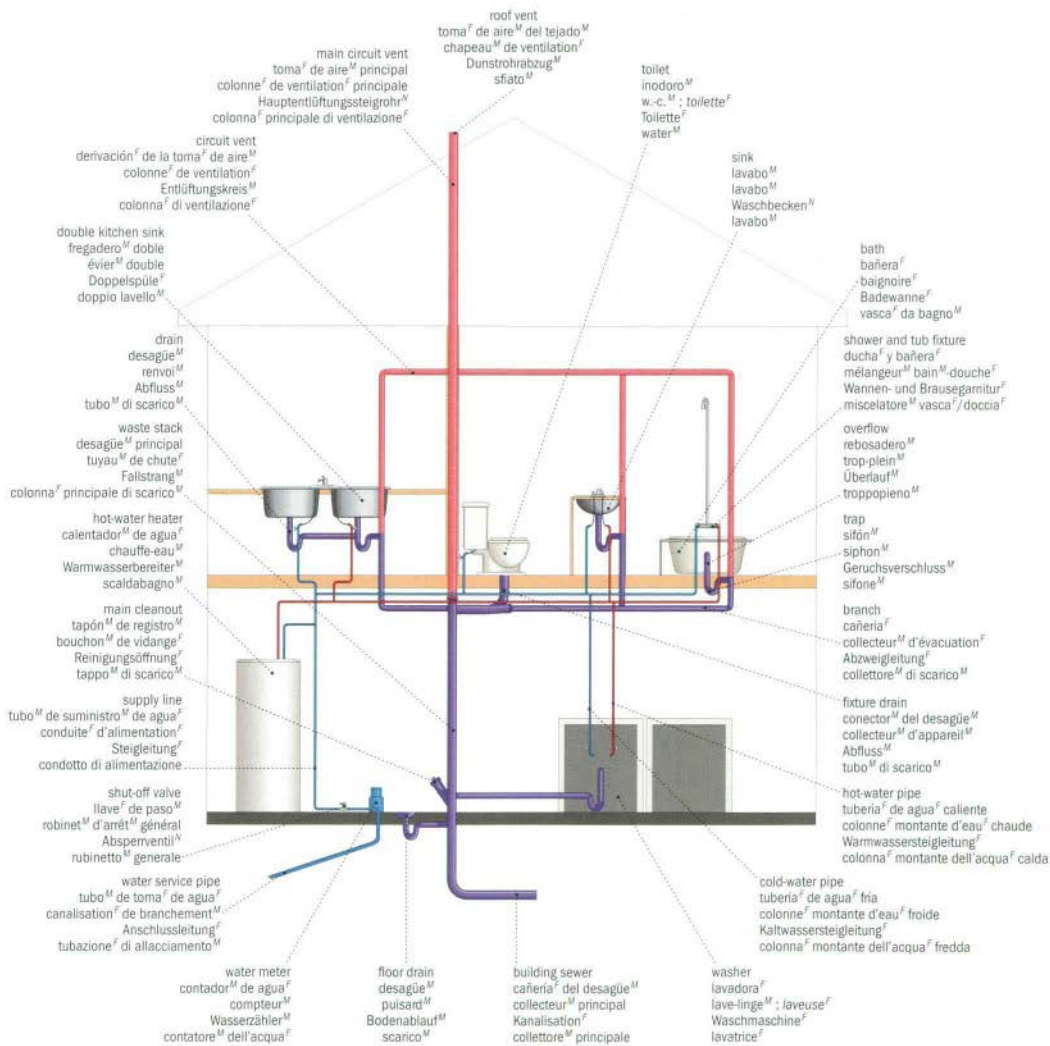 roof vent
toma^F de aire^M del tejado^M
chapeau^M de ventilation^F
Dunstrohrabzug^M
sfiato^M
main circuit vent
toma^F de aire^M principal
colonne^F de ventilation^F principale
Hauptentlüftungssteigrohr^N
colonna^F principale di ventilazione^F
toilet
inodoro^M
w.-c.^M ; toilette^F
Toilette^F
water^M
circuit vent
derivación^F de la toma^F de aire^M
colonne^F de ventilation^F
Entlüftungskreis^M
colonna^F di ventilazione^F
sink
lavabo^M
lavabo^M
Waschbecken^N
lavabo^M
double kitchen sink
fregadero^M doble
évier^M double
Doppelspüle^F
doppio lavello^M
bath
bañera^F
baignoire^F
Badewanne^F
vasca^F da bagno^M
drain
desagüe^M
renvoi^M
Abfluss^M
tubo^M di scarico^M
shower and tub fixture
ducha^F y bañera^F
mélangeur^M bain^M-douche^F
Wannen- und Brausegarnitur^F
miscelatore^M vasca^F/doccia^F
waste stack
desagüe^M principal
tuyau^M de chute^F
Fallstrang^M
colonna^F principale di scarico^M
overflow
rebosadero^M
trop-plein^M
Überlauf^M
troppopieno^M
hot-water heater
calentador^M de agua^F
chauffe-eau^M
Warmwasserbereiter^M
scaldabagno^M
trap
sifón^M
siphon^M
Geruchsverschluss^M
sifone^M
main cleanout
tapón^M de registro^M
bouchon^M de vidange^F
Reinigungsöffnung^F
tappo^M di scarico^M
branch
cañería^F
collecteur^M d'évacuation^F
Abzweigleitung^F
collettore^M di scarico^M
supply line
tubo^M de suministro^M de agua^F
conduite^F d'alimentation^F
Steigleitung^F
condotto di alimentazione
fixture drain
conector^M del desagüe^M
collecteur^M d'appareil^M
Abfluss^M
tubo^M di scarico^M
shut-off valve
llave^F de paso^M
robinet^M d'arrêt^M général
Absperrventil^N
rubinetto^M generale
hot-water pipe
tubería^F de agua^F caliente
colonne^F montante d'eau^F chaude
Warmwassersteigleitung^F
colonna^F montante dell'acqua^F calda
water service pipe
tubo^M de toma^F de agua^F
canalisation^F de branchement^M
Anschlussleitung^F
tubazione^F di allacciamento^M
cold-water pipe
tubería^F de agua^F fría
colonne^F montante d'eau^F froide
Kaltwassersteigleitung^F
colonna^F montante dell'acqua^F fredda
water meter
contador^M de agua^F
compteur^M
Wasserzähler^M
contatore^M dell'acqua^F
floor drain
desagüe^M
puisard^M
Bodenablauf^M
scarico^M
building sewer
cañería^F del desagüe^M
collecteur^M principal
Kanalisation^F
collettore^M principale
washer
lavadora^F
lave-linge^M ; laveuse^F
Waschmaschine^F
lavatrice^F